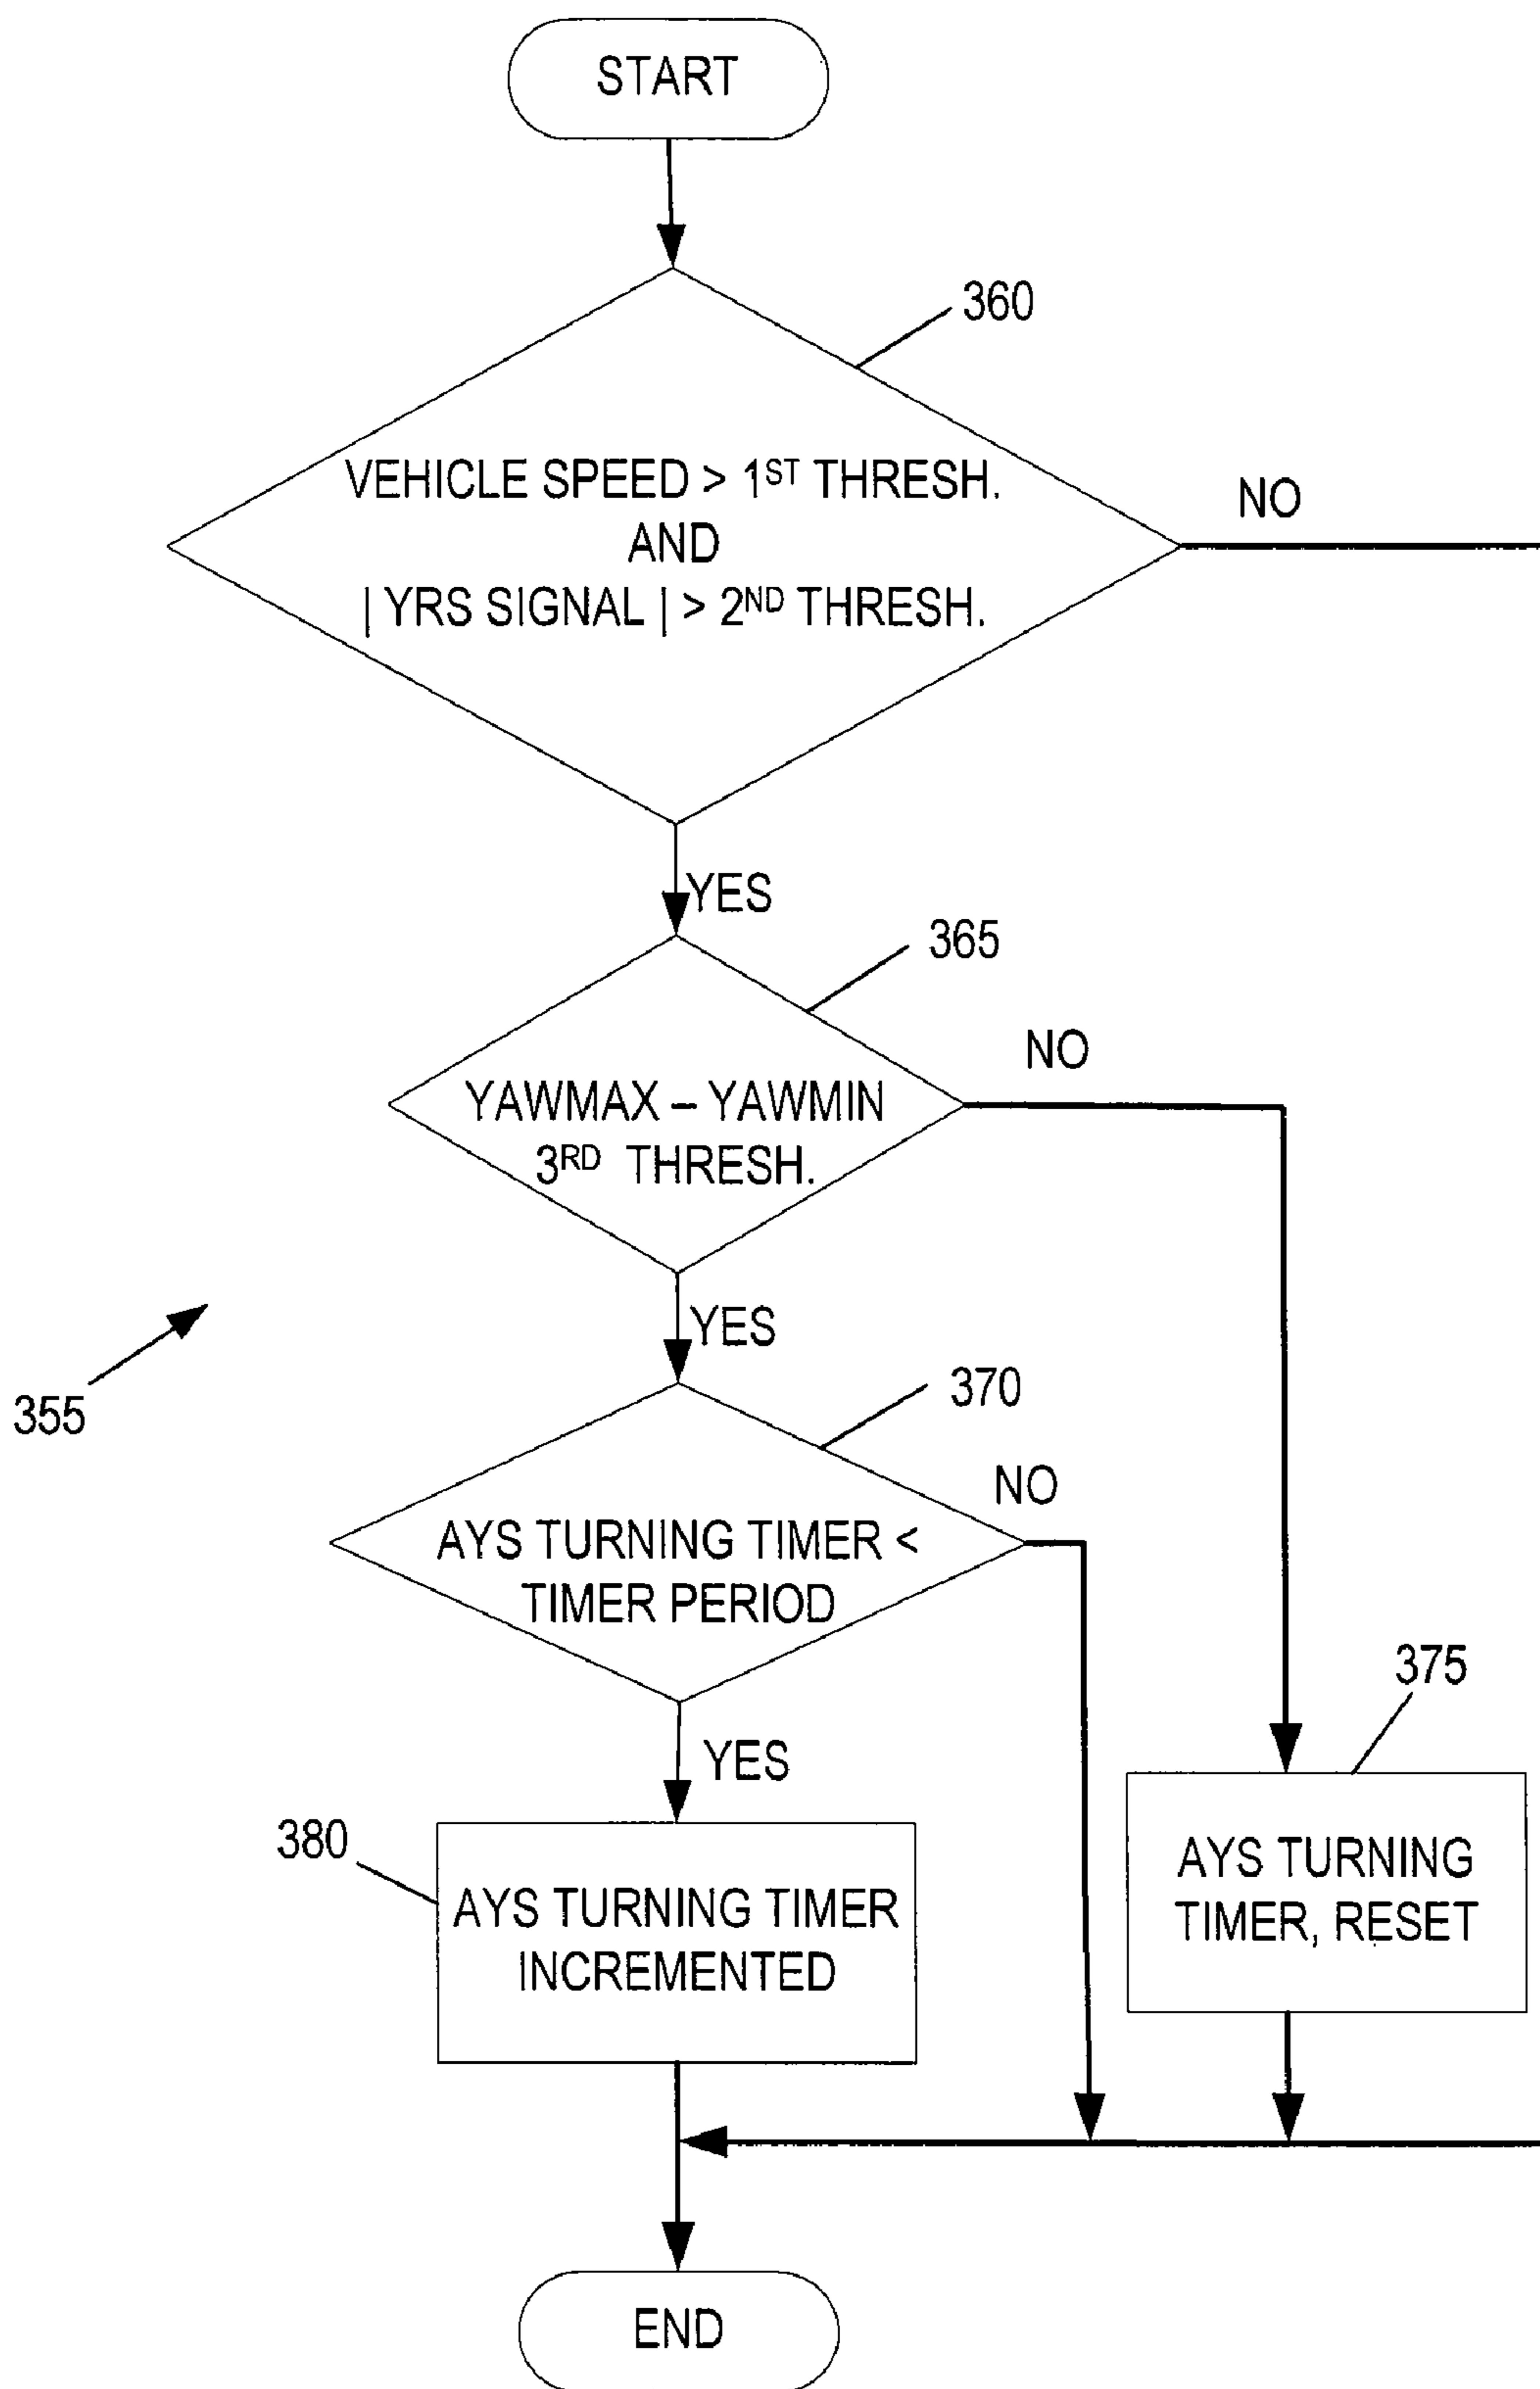 START
360
VEHICLE SPEED > 1ST THRESH.
AND
| YRS SIGNAL | > 2ND THRESH.
NO
YES
365
YAWMAX – YAWMIN
3RD THRESH.
NO
YES
355
370
AYS TURNING TIMER <
TIMER PERIOD
NO
YES
375
AYS TURNING
TIMER, RESET
380
AYS TURNING TIMER
INCREMENTED
END